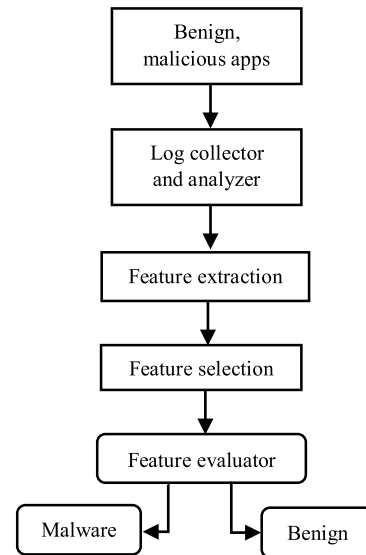 Benign,
malicious apps
Log collector
and analyzer
Feature extraction
Feature selection
Feature evaluator
Malware
Benign